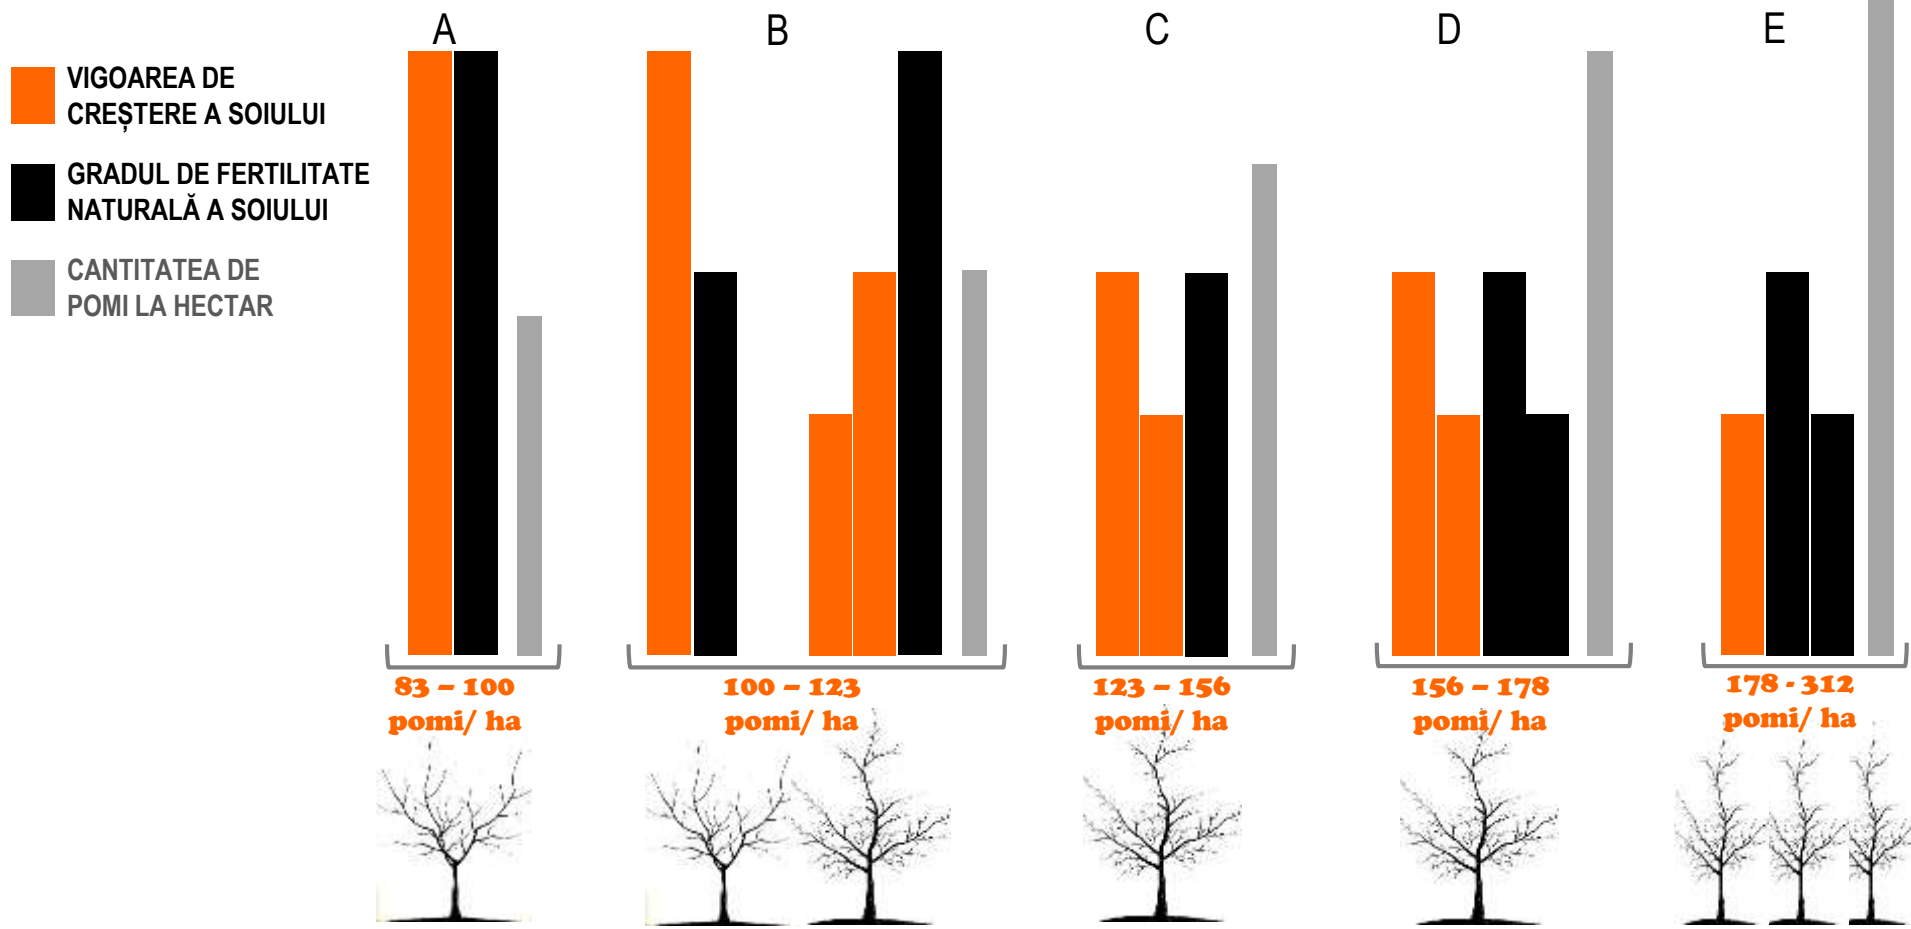 A
B
C
D
E
VIGOAREA DE
CREȘTERE A SOIULUI
GRADUL DE FERTILITATE
NATURALĂ A SOIULUI
CANTITATEA DE
POMI LA HECTAR
83 – 100
pomi/ ha
100 – 123
pomi/ ha
123 – 156
pomi/ ha
156 – 178
pomi/ ha
178 - 312
pomi/ ha